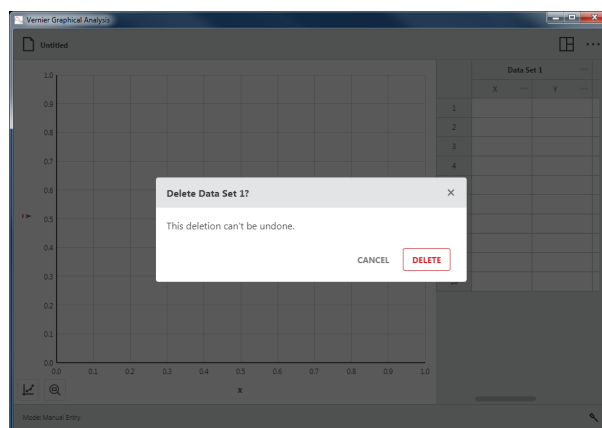 Vernier Graphical Analysis
Untitled
Data Set 1
X Y
1
2
3
4
1.0
0.9
0.8
0.7
0.6
0.5
0.4
0.3
0.2
0.1
0.0
Delete Data Set 1?
This deletion can't be undone.
CANCEL DELETE
0.0 0.1 0.2 0.3 0.4 0.5 0.6 0.7 0.8 0.9 1.0
x
Mode: Manual Entry